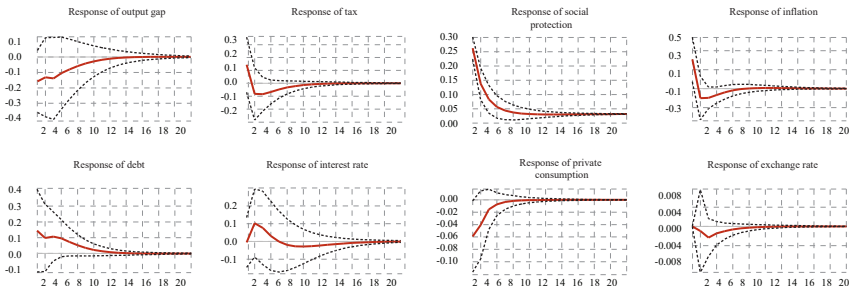 Response of output gap
0.1
0.0
-0.1
-0.2
-0.3
-0.4
2 4 6 8 10 12 14 16 18 20
Response of tax
0.3
0.2
0.1
0.0
-0.1
-0.2
2 4 6 8 10 12 14 16 18 20
Response of social
protection
0.30
0.25
0.20
0.15
0.10
0.05
0.00
2 4 6 8 10 12 14 16 18 20
Response of inflation
0.5
0.3
0.1
-0.1
-0.3
2 4 6 8 10 12 14 16 18 20
Response of debt
0.4
0.3
0.2
0.1
0.0
-0.1
2 4 6 8 10 12 14 16 18 20
Response of interest rate
0.2
0.1
0.0
-0.1
2 4 6 8 10 12 14 16 18 20
Response of private
consumption
0.00
-0.02
-0.04
-0.06
-0.08
-0.10
2 4 6 8 10 12 14 16 18 20
Response of exchange rate
0.008
0.004
0.000
-0.004
-0.008
2 4 6 8 10 12 14 16 18 20